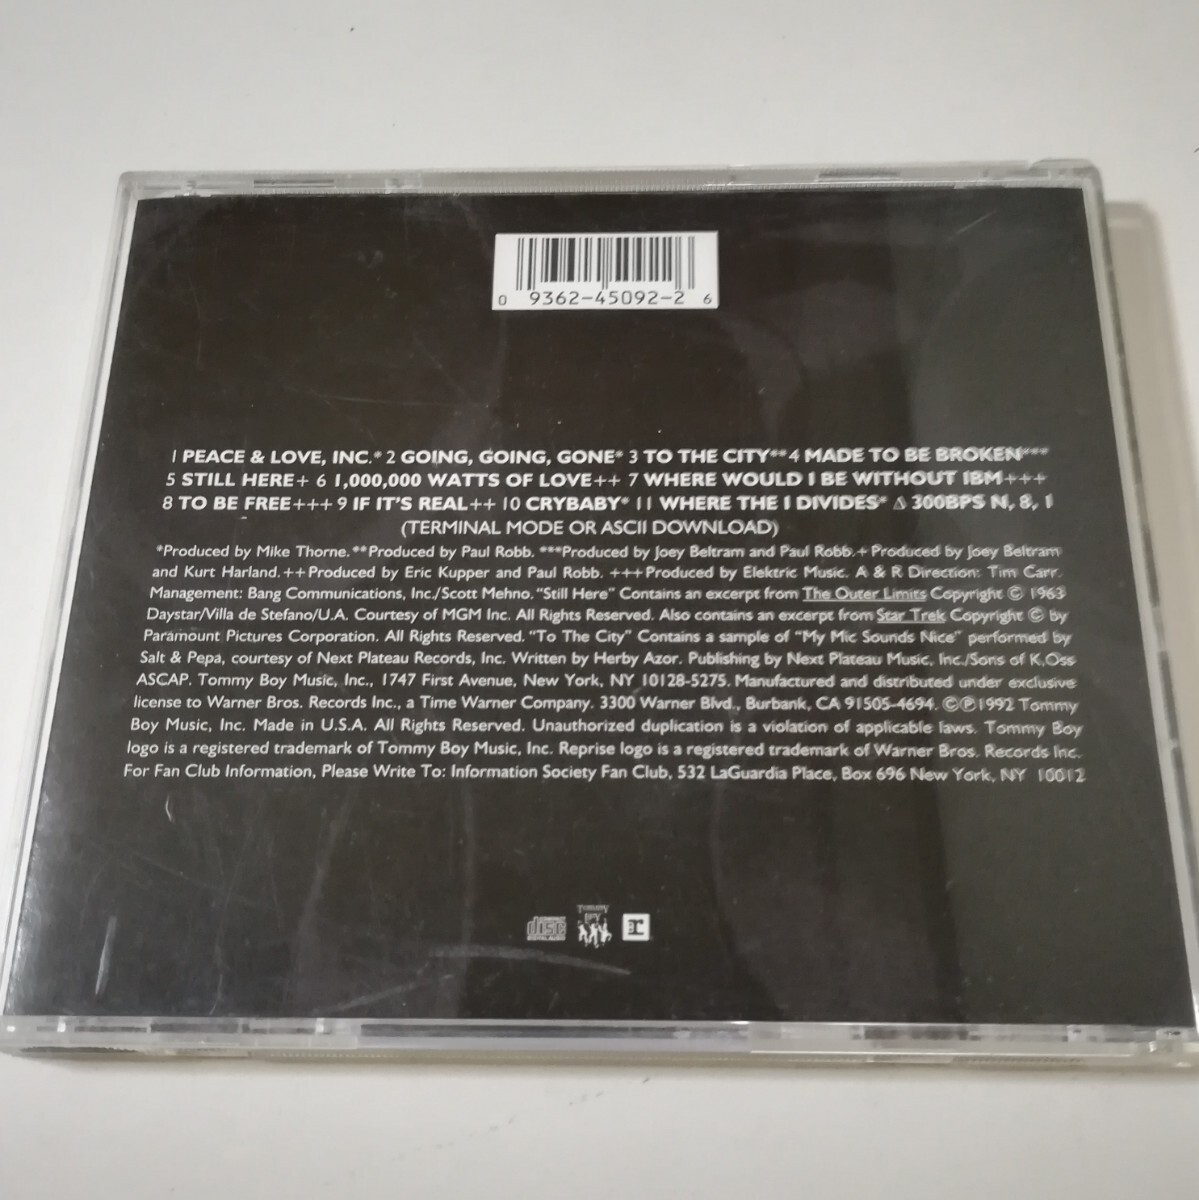 0 9362-45092-2 6
1 PEACE & LOVE, INC.* 2 GOING, GOING, GONE* 3 TO THE CITY** 4 MADE TO BE BROKEN***
5 STILL HERE+ 6 1,000,000 WATTS OF LOVE++ 7 WHERE WOULD I BE WITHOUT IBM+++
8 TO BE FREE+++ 9 IF IT'S REAL++ 10 CRYBABY* 11 WHERE THE I DIVIDES* Δ 300BPS N, 8, 1
(TERMINAL MODE OR ASCII DOWNLOAD)
*Produced by Mike Thorne. **Produced by Paul Robb. ***Produced by Joey Beltram and Paul Robb. + Produced by Joey Beltram
and Kurt Harland. ++Produced by Eric Kupper and Paul Robb. +++Produced by Elektric Music. A & R Direction: Tim Carr.
Management: Bang Communications, Inc./Scott Mehno. "Still Here" Contains an excerpt from The Outer Limits Copyright © 1963
Daystar/Villa de Stefano/U.A. Courtesy of MGM Inc. All Rights Reserved. Also contains an excerpt from Star Trek Copyright © by
Paramount Pictures Corporation. All Rights Reserved. "To The City" Contains a sample of "My Mic Sounds Nice" performed by
Salt & Pepa, courtesy of Next Plateau Records, Inc. Written by Herby Azor. Publishing by Next Plateau Music, Inc./Sons of K.Oss
ASCAP. Tommy Boy Music, Inc., 1747 First Avenue, New York, NY 10128-5275. Manufactured and distributed under exclusive
license to Warner Bros. Records Inc., a Time Warner Company. 3300 Warner Blvd., Burbank, CA 91505-4694. ©℗1992 Tommy
Boy Music, Inc. Made in U.S.A. All Rights Reserved. Unauthorized duplication is a violation of applicable laws. Tommy Boy
logo is a registered trademark of Tommy Boy Music, Inc. Reprise logo is a registered trademark of Warner Bros. Records Inc.
For Fan Club Information, Please Write To: Information Society Fan Club, 532 LaGuardia Place, Box 696 New York, NY 10012
COMPACT disc DIGITAL AUDIO
Tommy Boy
:r